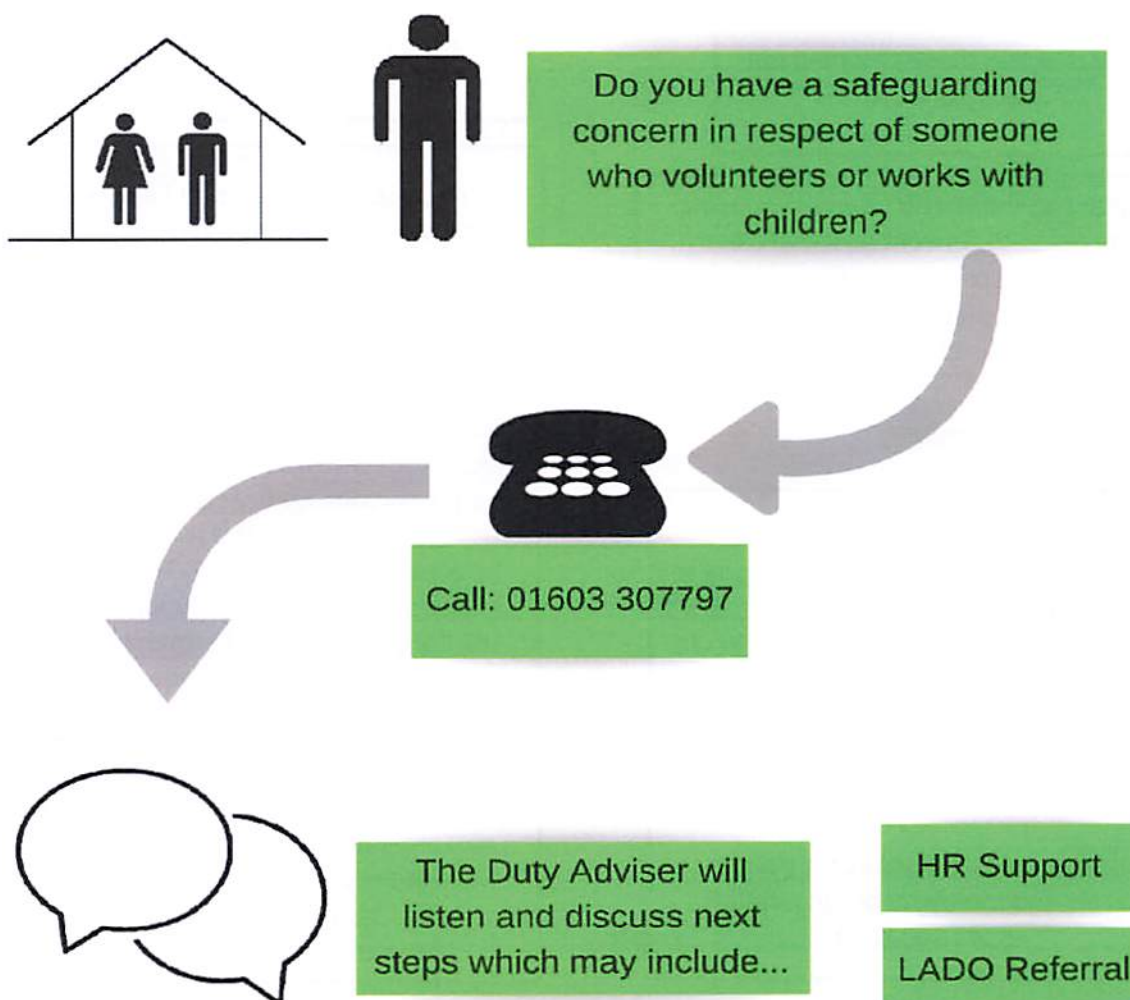 Do you have a safeguarding
concern in respect of someone
who volunteers or works with
children?
Call: 01603 307797
The Duty Adviser will
listen and discuss next
steps which may include...
HR Support
LADO Referral